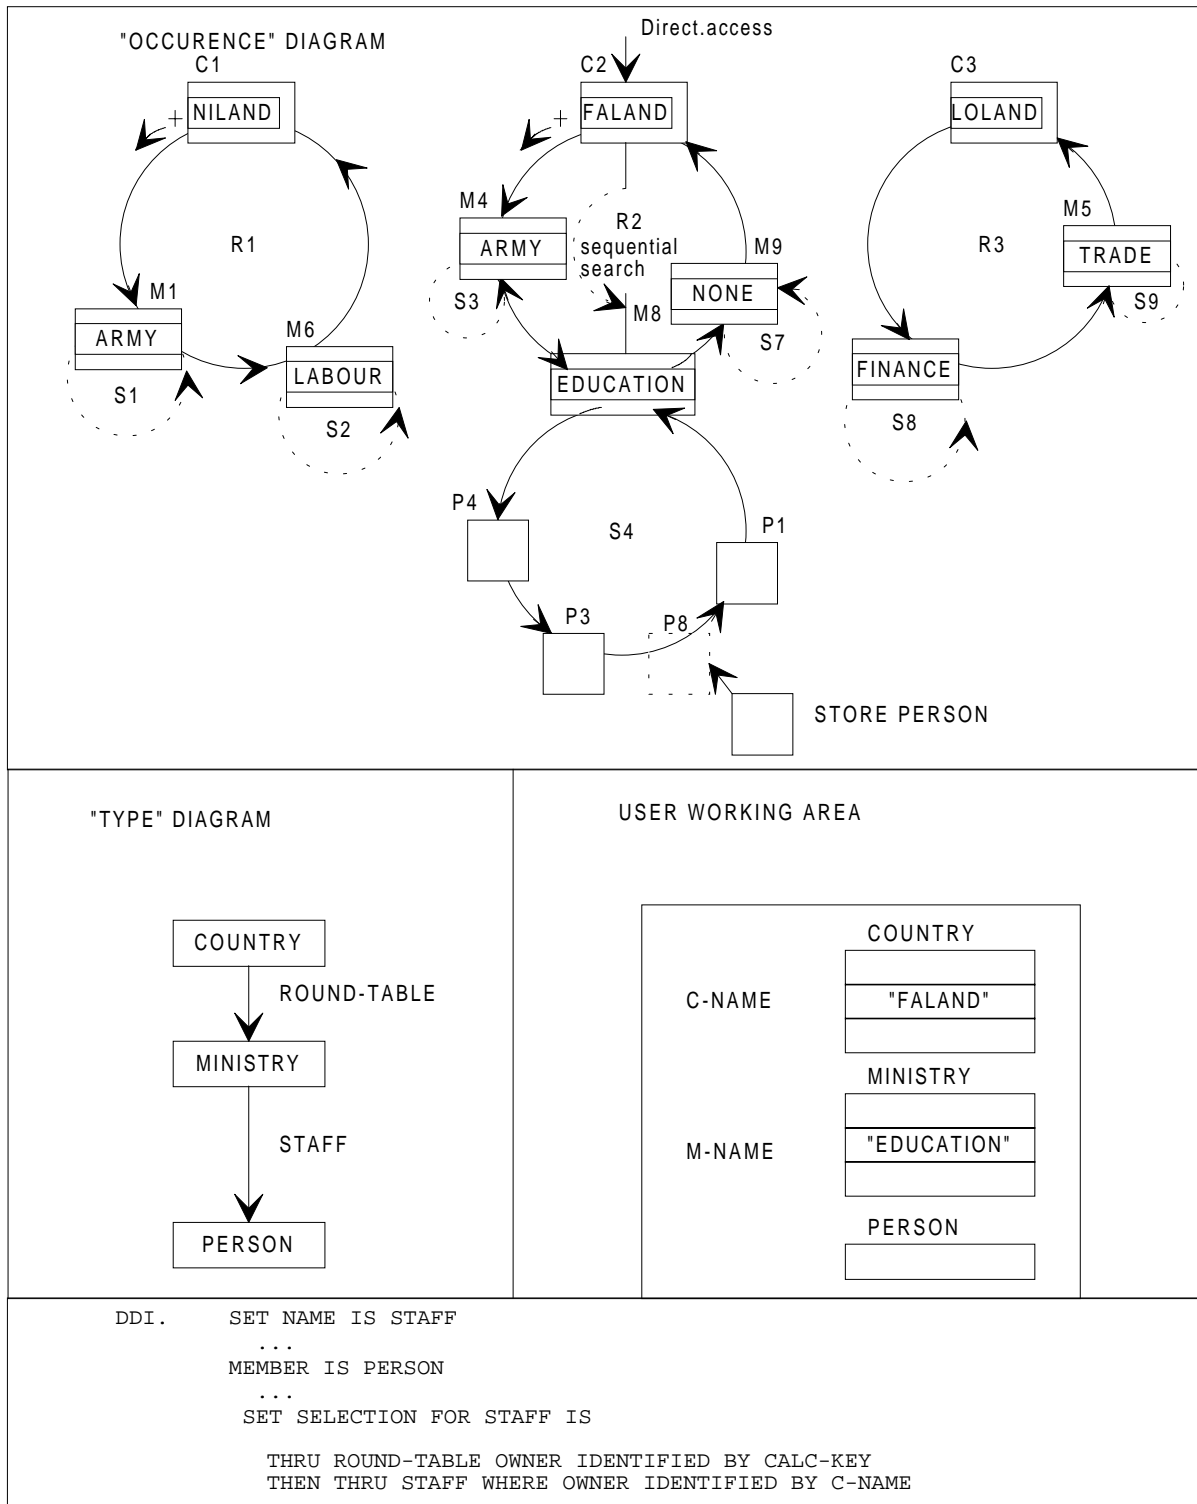 "OCCURENCE" DIAGRAM
Direct.access
C1
C2
C3
NILAND
FALAND
LOLAND
+
+
M4
ARMY
R2
sequential
search
M9
NONE
M5
TRADE
R1
R3
S3
M8
S7
S9
M1
ARMY
M6
LABOUR
EDUCATION
FINANCE
S1
S2
S8
P4
S4
P1
P3
P8
STORE PERSON
"TYPE" DIAGRAM
COUNTRY
ROUND-TABLE
MINISTRY
STAFF
PERSON
USER WORKING AREA
COUNTRY
C-NAME
"FALAND"
MINISTRY
M-NAME
"EDUCATION"
PERSON
DDI. SET NAME IS STAFF
...
MEMBER IS PERSON
...
SET SELECTION FOR STAFF IS
THRU ROUND-TABLE OWNER IDENTIFIED BY CALC-KEY
THEN THRU STAFF WHERE OWNER IDENTIFIED BY C-NAME